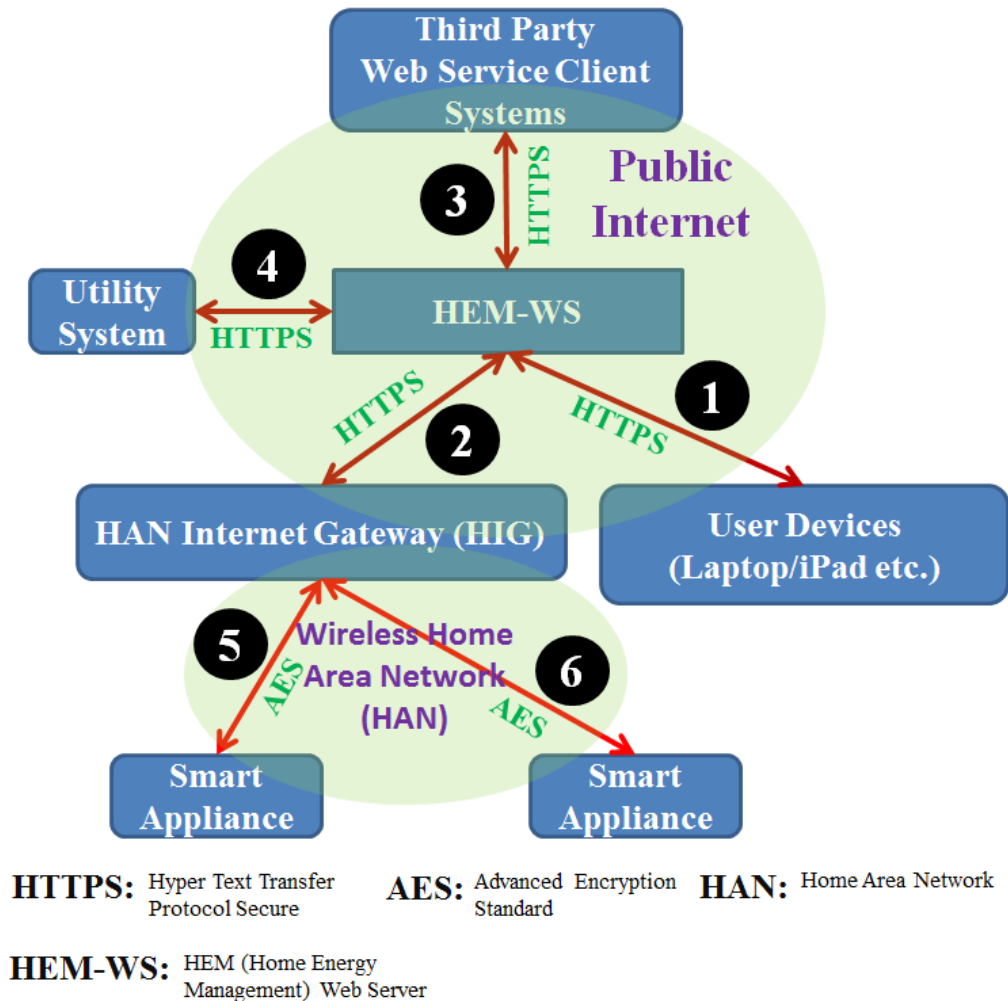 Third Party
Web Service Client
Systems
3
HTTPS
Public
Internet
4
Utility
System
HTTPS
HEM-WS
HTTPS
2
HTTPS
1
HAN Internet Gateway (HIG)
User Devices
(Laptop/iPad etc.)
5
AES
Wireless Home
Area Network
(HAN)
6
AES
Smart
Appliance
Smart
Appliance
HTTPS: Hyper Text Transfer
Protocol Secure
AES: Advanced Encryption
Standard
HAN: Home Area Network
HEM-WS: HEM (Home Energy
Management) Web Server